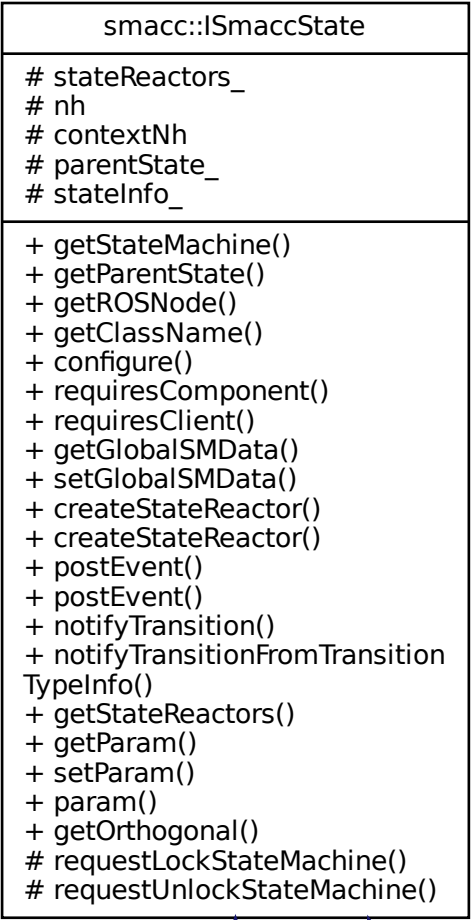 smacc::ISmaccState
# stateReactors_
# nh
# contextNh
# parentState_
# stateInfo_
+ getStateMachine()
+ getParentState()
+ getROSNode()
+ getClassName()
+ configure()
+ requiresComponent()
+ requiresClient()
+ getGlobalSMData()
+ setGlobalSMData()
+ createStateReactor()
+ createStateReactor()
+ postEvent()
+ postEvent()
+ notifyTransition()
+ notifyTransitionFromTransition
TypeInfo()
+ getStateReactors()
+ getParam()
+ setParam()
+ param()
+ getOrthogonal()
# requestLockStateMachine()
# requestUnlockStateMachine()